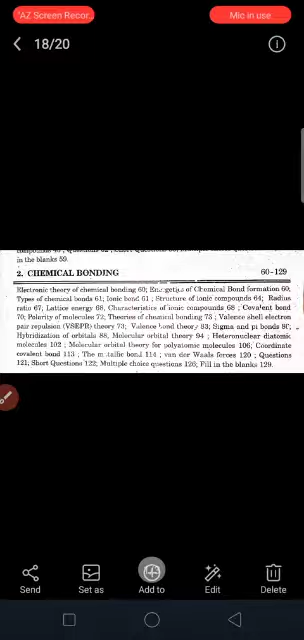 "AZ Screen Recor...
Mic in use
18/20
in the blanks 59.
2. CHEMICAL BONDING 60-129
Electronic theory of chemical bonding 60; Energetics of Chemical Bond formation 60;
Types of chemical bonds 61; Ionic bond 61 ; Structure of ionic compounds 64; Radius
ratio 67; Lattice energy 68, Characteristics of ionic compounds 68 ; Covalent bond
70; Polarity of molecules 72; Theories of chemical bonding 73 ; Valence shell electron
pair repulsion (VSEPR) theory 73; Valence bond theory 83; Sigma and pi bonds
Hybridization of orbitals 88, Molecular orbital theory 94 ; Heteronuclear diatomic
molecules 102 ; Molecular orbital theory for polyatomic molecules 106; Coordinate
covalent bond 113 ; The metallic bond 114 ; van der Waals forces 120 ; Questions
121; Short Questions 122; Multiple choice questions 126; Fill in the blanks 129.
Send
Set as
Add to
Edit
Delete